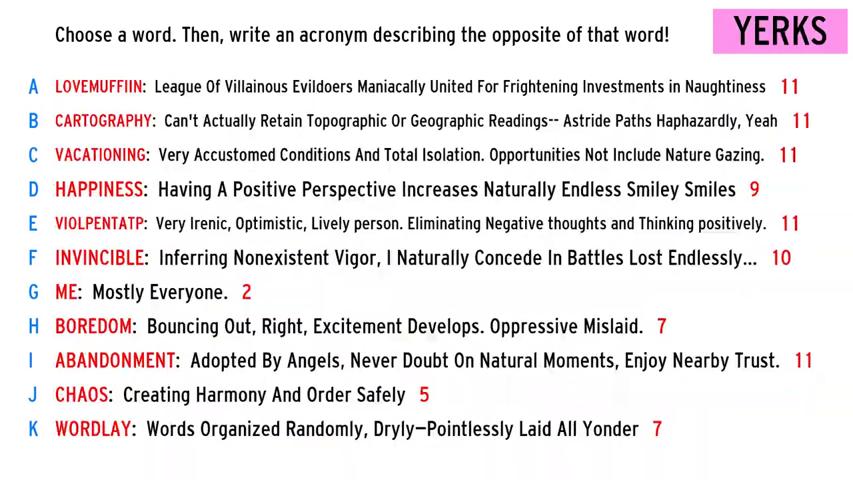 Choose a word. Then, write an acronym describing the opposite of that word!
YERKS
A LOVEMUFFIIN: League Of Villainous Evildoers Maniacally United For Frightening Investments in Naughtiness 11
B CARTOGRAPHY: Can't Actually Retain Topographic Or Geographic Readings-- Astride Paths Haphazardly, Yeah 11
C VACATIONING: Very Accustomed Conditions And Total Isolation. Opportunities Not Include Nature Gazing. 11
D HAPPINESS: Having A Positive Perspective Increases Naturally Endless Smiley Smiles 9
E VIOLPENTATP: Very Irenic, Optimistic, Lively person. Eliminating Negative thoughts and Thinking positively. 11
F INVINCIBLE: Inferring Nonexistent Vigor, I Naturally Concede In Battles Lost Endlessly... 10
G ME: Mostly Everyone. 2
H BOREDOM: Bouncing Out, Right, Excitement Develops. Oppressive Mislaid. 7
I ABANDONMENT: Adopted By Angels, Never Doubt On Natural Moments, Enjoy Nearby Trust. 11
J CHAOS: Creating Harmony And Order Safely 5
K WORDLAY: Words Organized Randomly, Dryly—Pointlessly Laid All Yonder 7